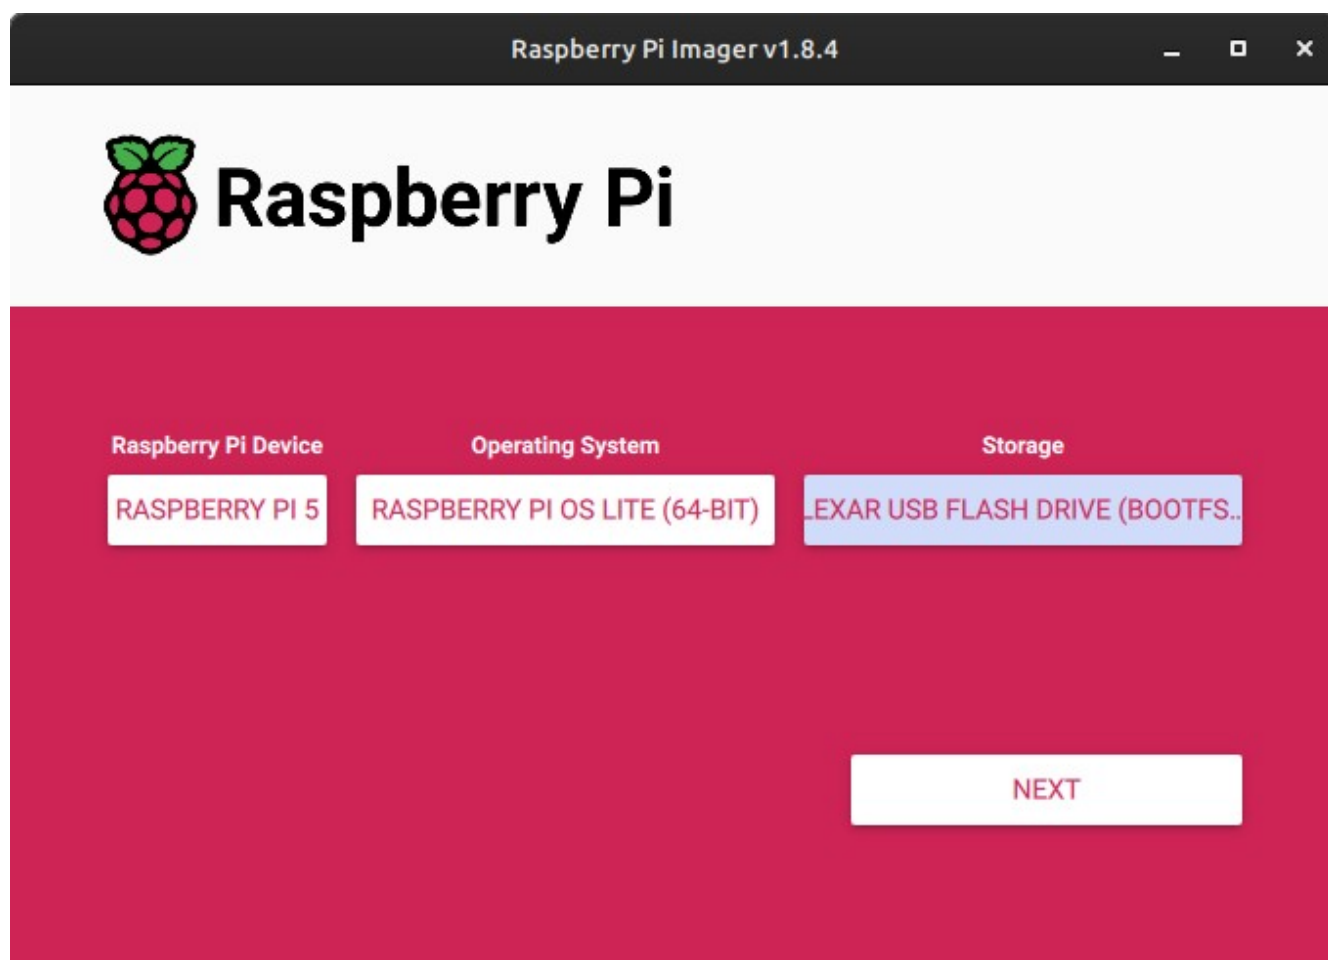 Raspberry Pi Imager v1.8.4
Raspberry Pi
Raspberry Pi Device
Operating System
Storage
RASPBERRY PI 5
RASPBERRY PI OS LITE (64-BIT)
LEXAR USB FLASH DRIVE (BOOTFS..
NEXT